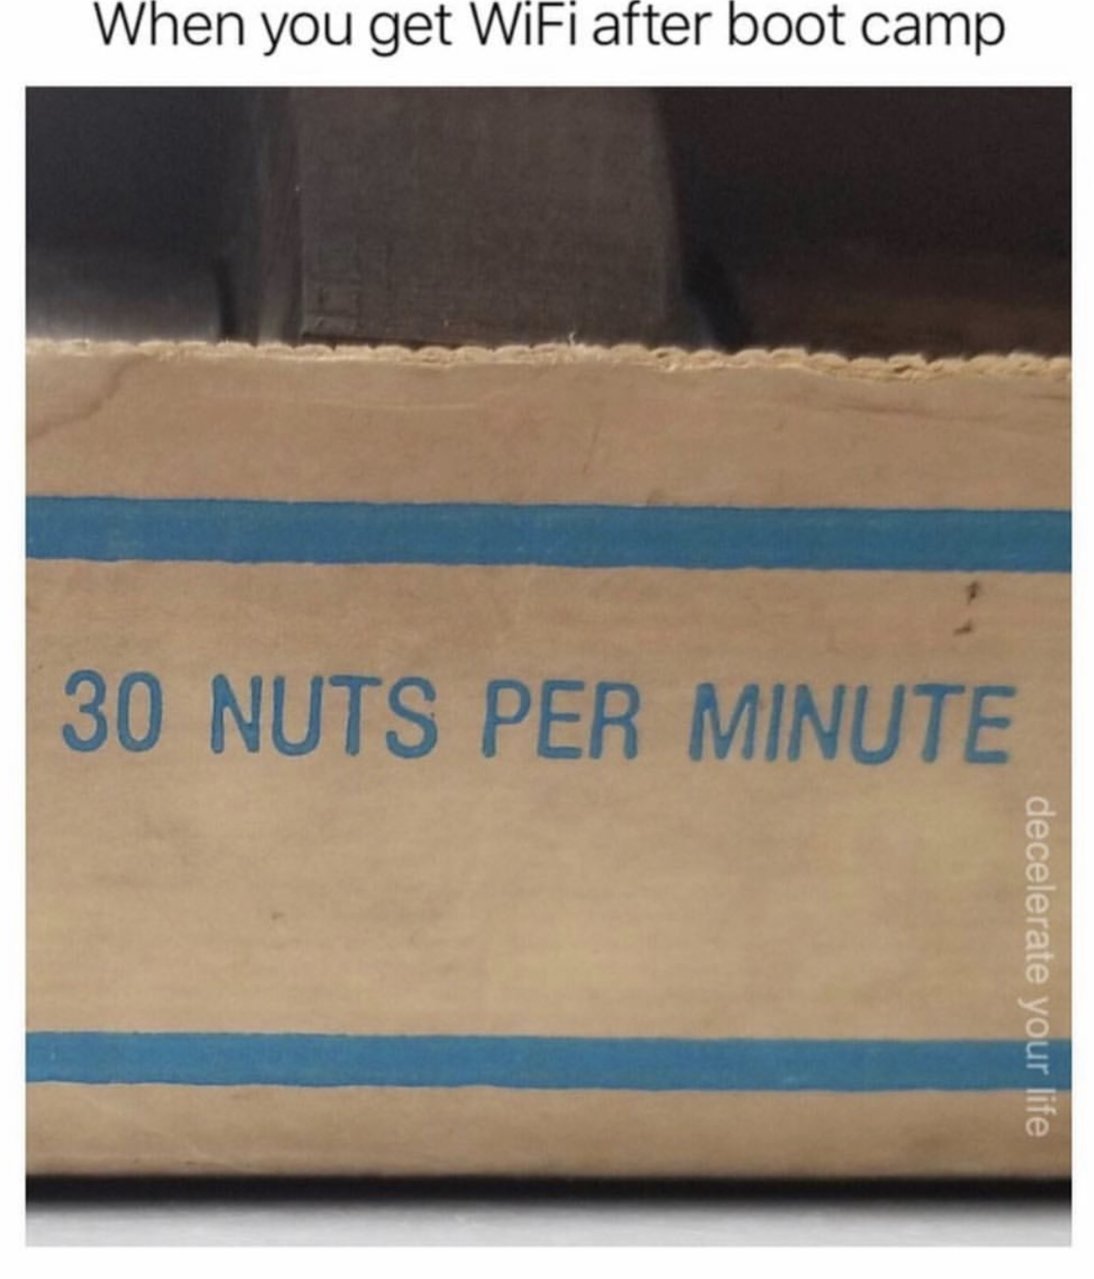 When you get WiFi after boot camp
30 NUTS PER MINUTE
decelerate your life